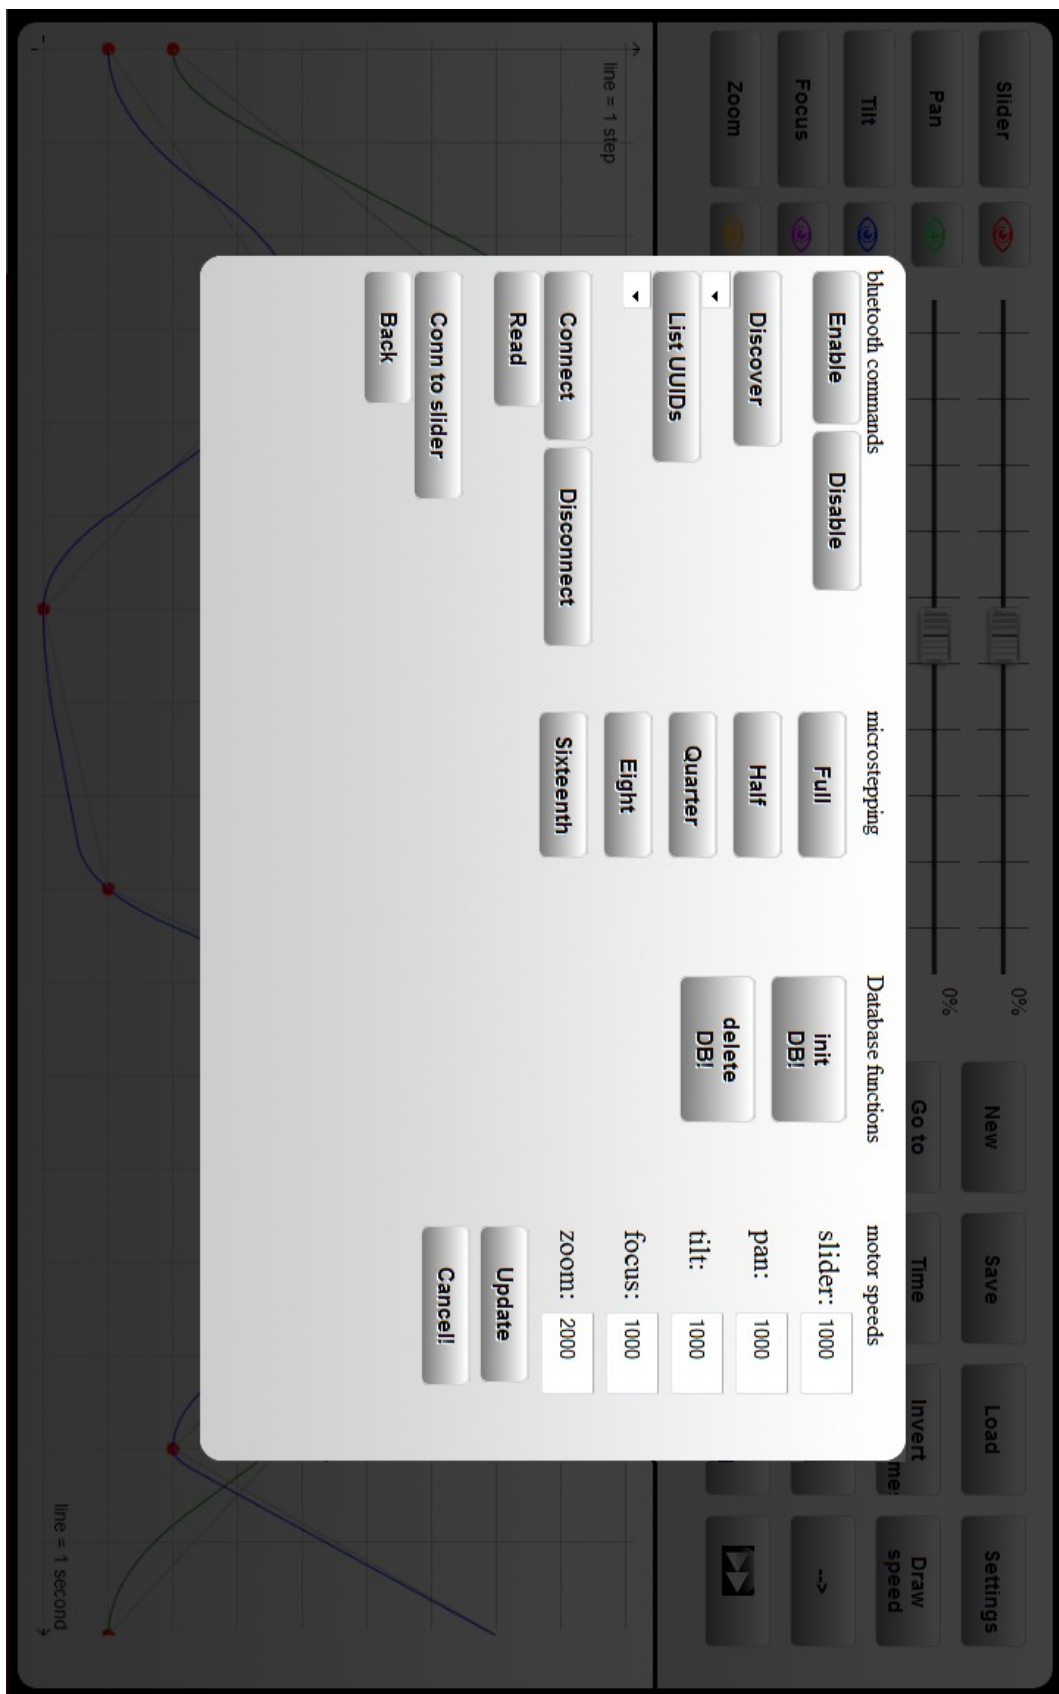 Slider
Pan
Tilt
Focus
Zoom
0%
0%
New
Save
Load
Settings
Go to
Time
Invert
Draw
speed
-->
line = 1 step
line = 1 second
bluetooth commands
Enable
Disable
Discover
List UUIDs
Connect
Disconnect
Read
Conn to slider
Back
microstepping
Full
Half
Quarter
Eight
Sixteenth
Database functions
init
DB!
delete
DB!
motor speeds
slider: 1000
pan: 1000
tilt: 1000
focus: 1000
zoom: 2000
Update
Cancel!